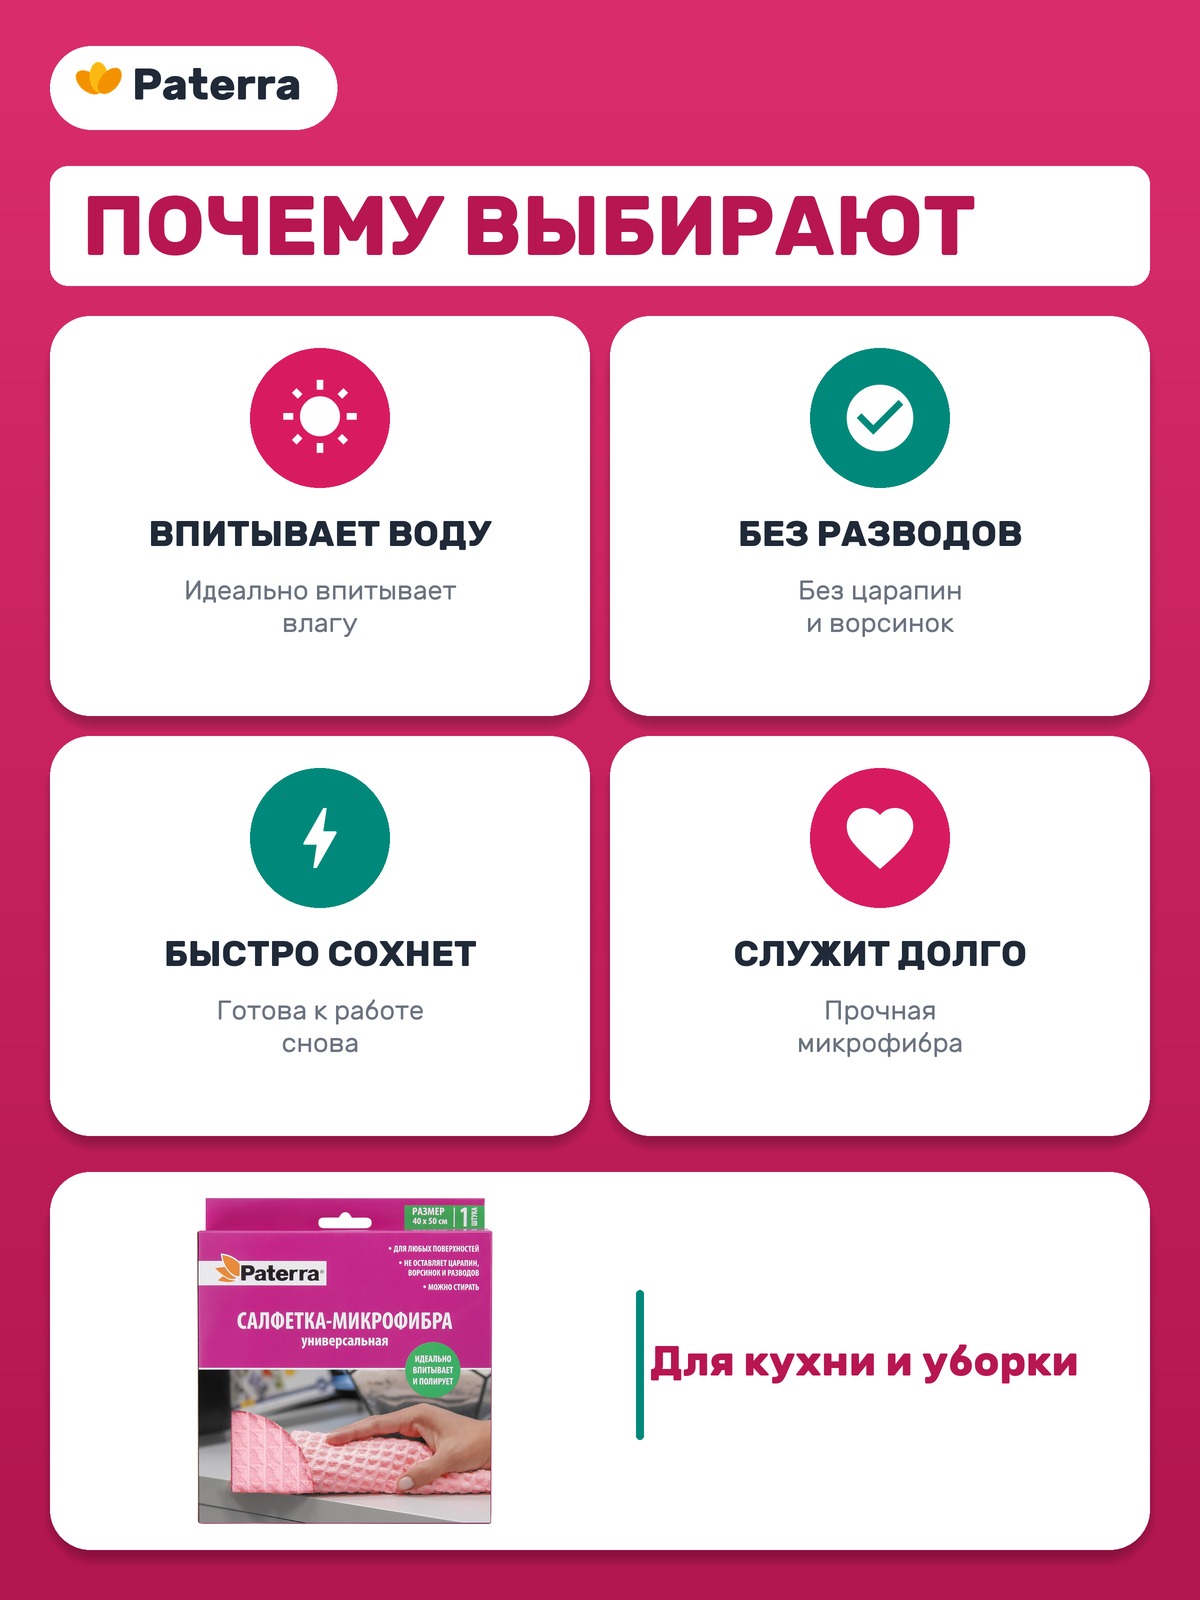 Paterra
ПОЧЕМУ ВЫБИРАЮТ
ВПИТЫВАЕТ ВОДУ
Идеально впитывает
влагу
БЕЗ РАЗВОДОВ
Без царапин
и ворсинок
БЫСТРО СОХНЕТ
Готова к работе
снова
СЛУЖИТ ДОЛГО
Прочная
микрофибра
РАЗМЕР
40 x 50 см
1
ШТУКА
• ДЛЯ ЛЮБЫХ ПОВЕРХНОСТЕЙ
• НЕ ОСТАВЛЯЕТ ЦАРАПИН,
ВОРСИНОК И РАЗВОДОВ
• МОЖНО СТИРАТЬ
Paterra®
САЛФЕТКА-МИКРОФИБРА
универсальная
ИДЕАЛЬНО
ВПИТЫВАЕТ
И ПОЛИРУЕТ
Для кухни и уборки